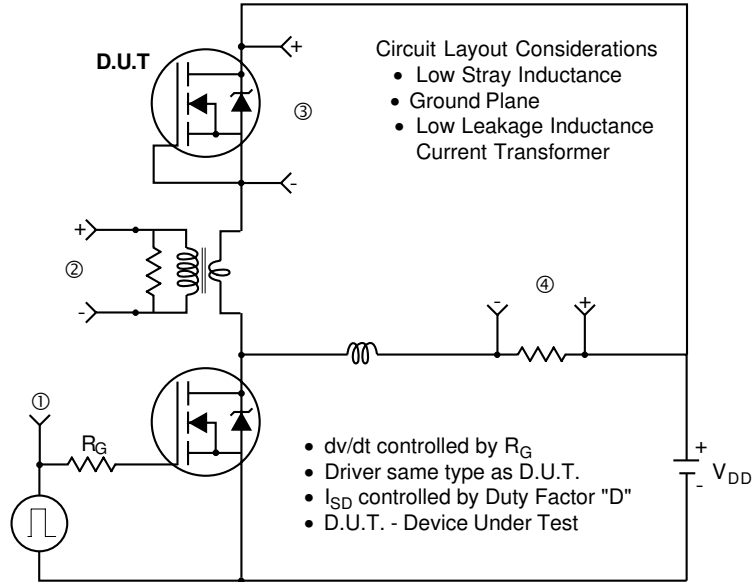 D.U.T
+
Circuit Layout Considerations
• Low Stray Inductance
③
• Ground Plane
• Low Leakage Inductance
Current Transformer
-
+
②
-
④
- +
①
RG
• dv/dt controlled by RG
• Driver same type as D.U.T.
• ISD controlled by Duty Factor "D"
• D.U.T. - Device Under Test
+
VDD
-